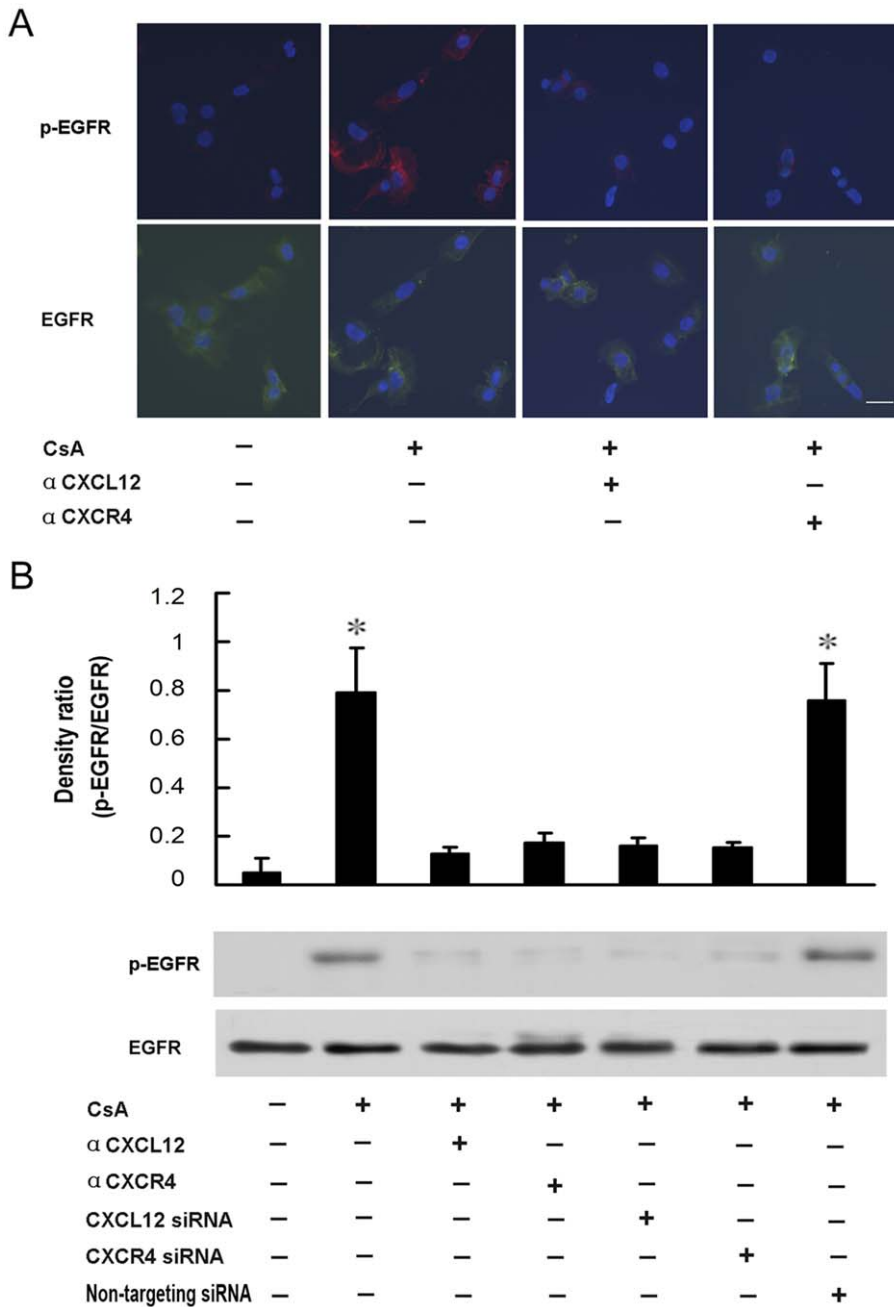 A
p-EGFR
EGFR
CsA − + + +
α CXCL12 − − + −
α CXCR4 − − − +
B
Density ratio
(p-EGFR/EGFR)
1.2
1
0.8
0.6
0.4
0.2
0
* *
p-EGFR
EGFR
CsA − + + + + + +
α CXCL12 − − + − − − −
α CXCR4 − − − + − − −
CXCL12 siRNA − − − − + − −
CXCR4 siRNA − − − − − + −
Non-targeting siRNA − − − − − − +